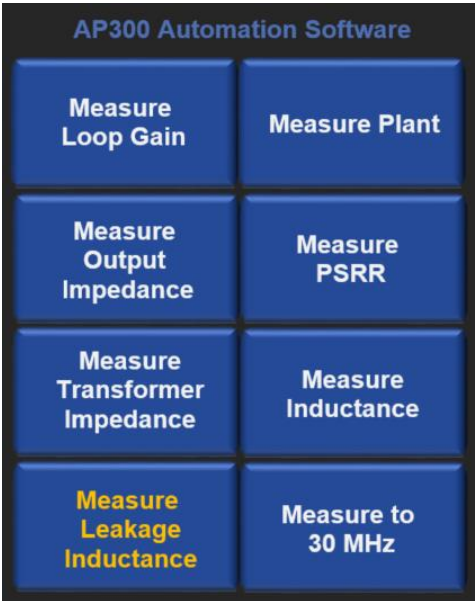 AP300 Automation Software
Measure
Loop Gain
Measure Plant
Measure
Output
Impedance
Measure
PSRR
Measure
Transformer
Impedance
Measure
Inductance
Measure
Leakage
Inductance
Measure to
30 MHz